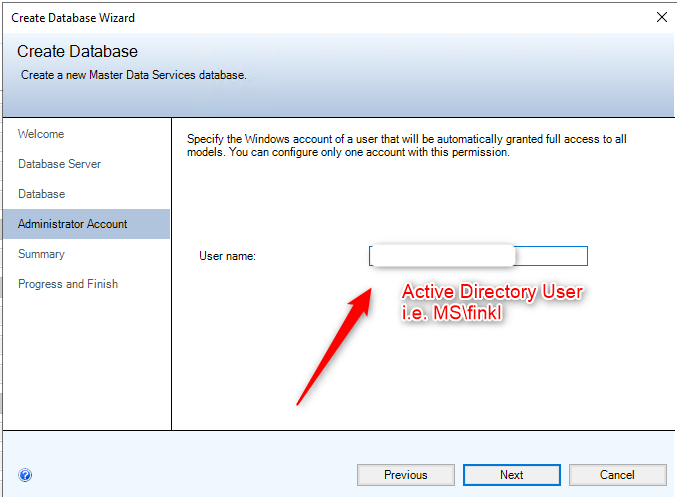 Create Database Wizard
Create Database
Create a new Master Data Services database.
Welcome
Database Server
Database
Administrator Account
Summary
Progress and Finish
Specify the Windows account of a user that will be automatically granted full access to all
models. You can configure only one account with this permission.
User name:
Active Directory User
i.e. MS\finkl
Previous
Next
Cancel